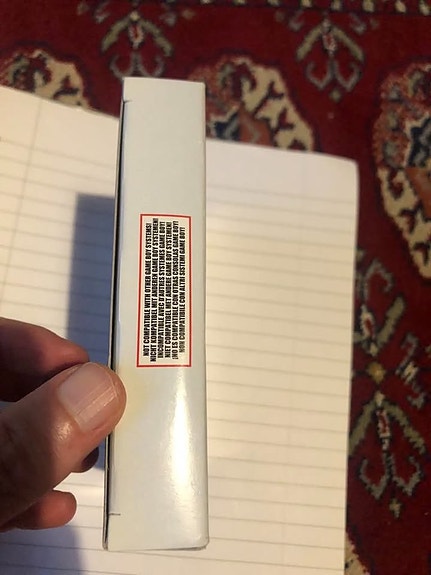 NOT COMPATIBLE WITH OTHER GAME BOY SYSTEMS!
NICHT KOMPATIBEL MIT ANDEREN GAME BOY SYSTEMEN!
INCOMPATIBLE AVEC D'AUTRES SYSTEMES GAME BOY!
NIET COMPATIBEL MET ANDERE GAME BOY SYSTEMEN!
¡NO ES COMPATIBLE CON OTRAS CONSOLAS GAME BOY!
NON COMPATIBILE CON ALTRI SISTEMI GAME BOY!